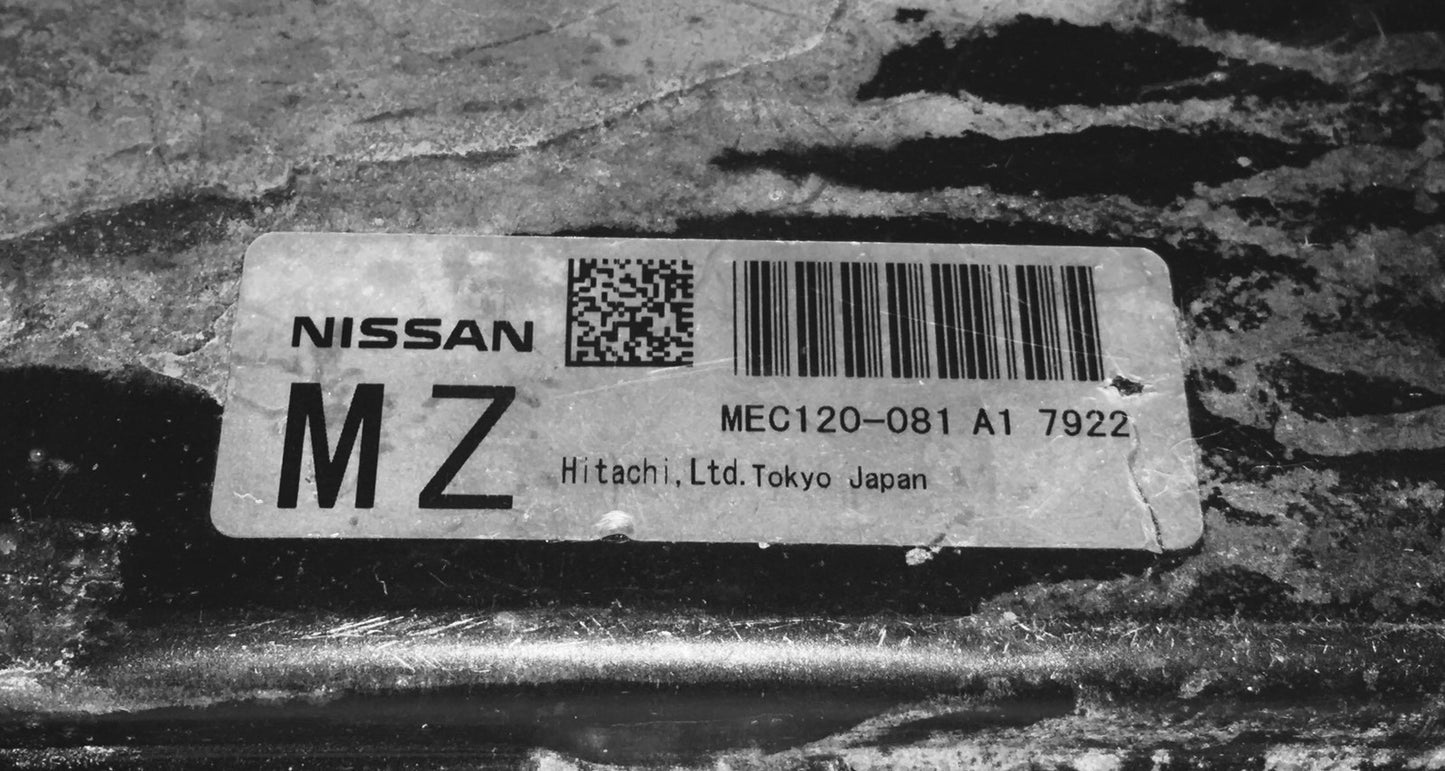 NISSAN
MZ
MEC120-081 A1 7922
Hitachi,Ltd.Tokyo Japan